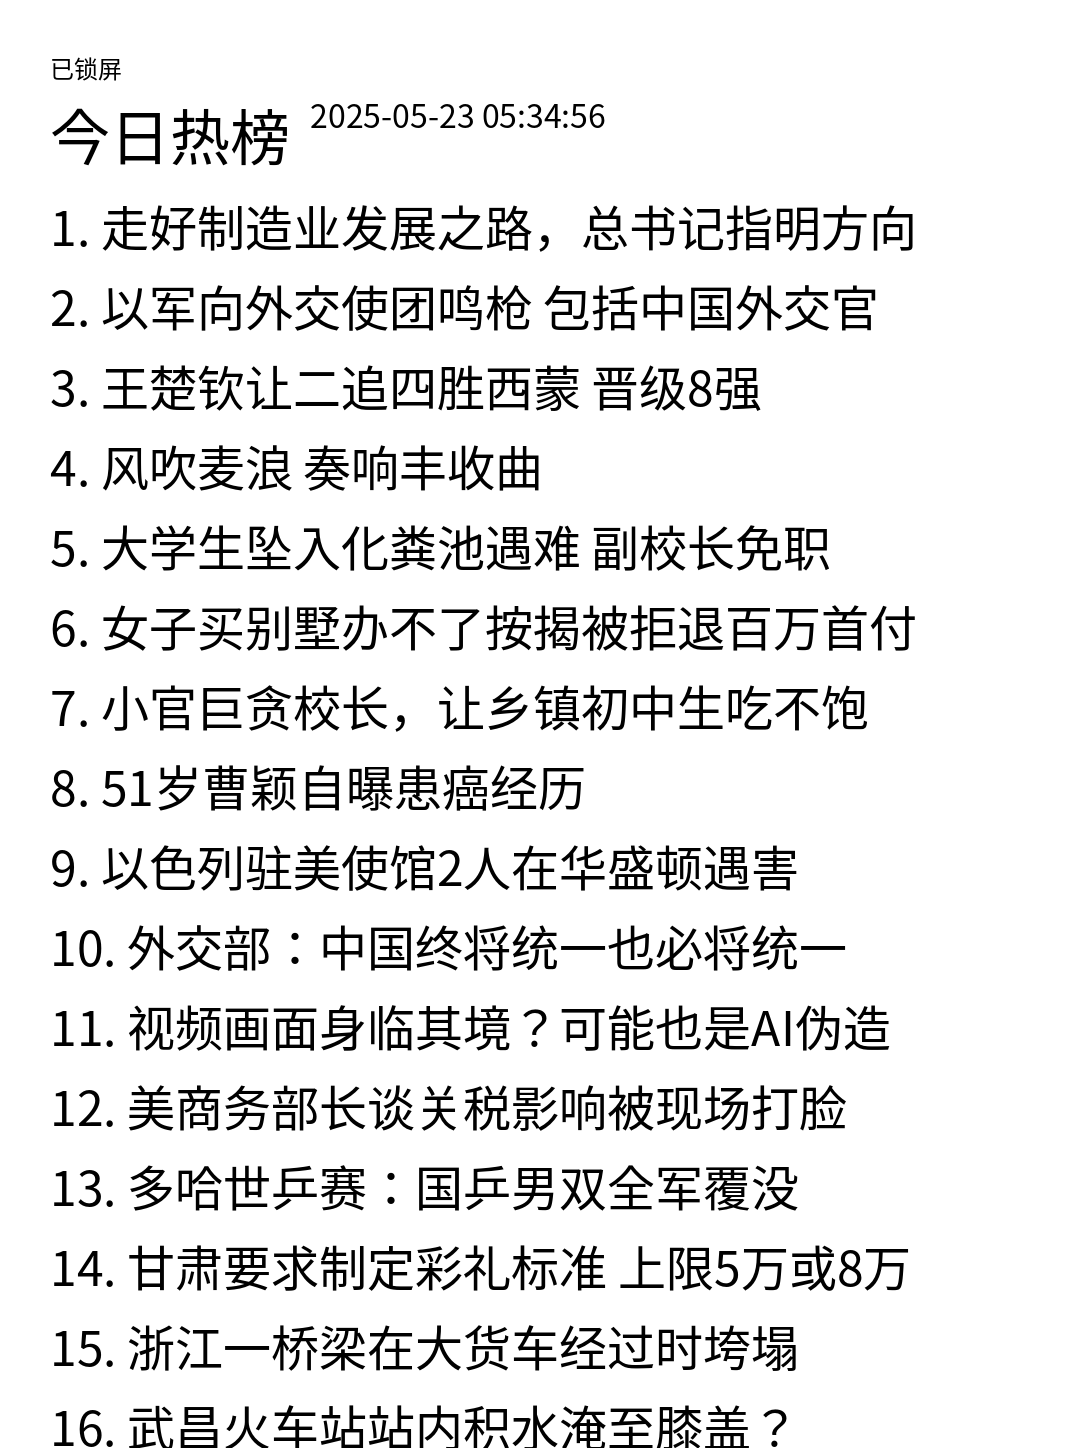 已锁屏
今日热榜 2025-05-23 05:34:56
1. 走好制造业发展之路，总书记指明方向
2. 以军向外交使团鸣枪 包括中国外交官
3. 王楚钦让二追四胜西蒙 晋级8强
4. 风吹麦浪 奏响丰收曲
5. 大学生坠入化粪池遇难 副校长免职
6. 女子买别墅办不了按揭被拒退百万首付
7. 小官巨贪校长，让乡镇初中生吃不饱
8. 51岁曹颖自曝患癌经历
9. 以色列驻美使馆2人在华盛顿遇害
10. 外交部：中国终将统一也必将统一
11. 视频画面身临其境？可能也是AI伪造
12. 美商务部长谈关税影响被现场打脸
13. 多哈世乒赛：国乒男双全军覆没
14. 甘肃要求制定彩礼标准 上限5万或8万
15. 浙江一桥梁在大货车经过时垮塌
16. 武昌火车站站内积水淹至膝盖？